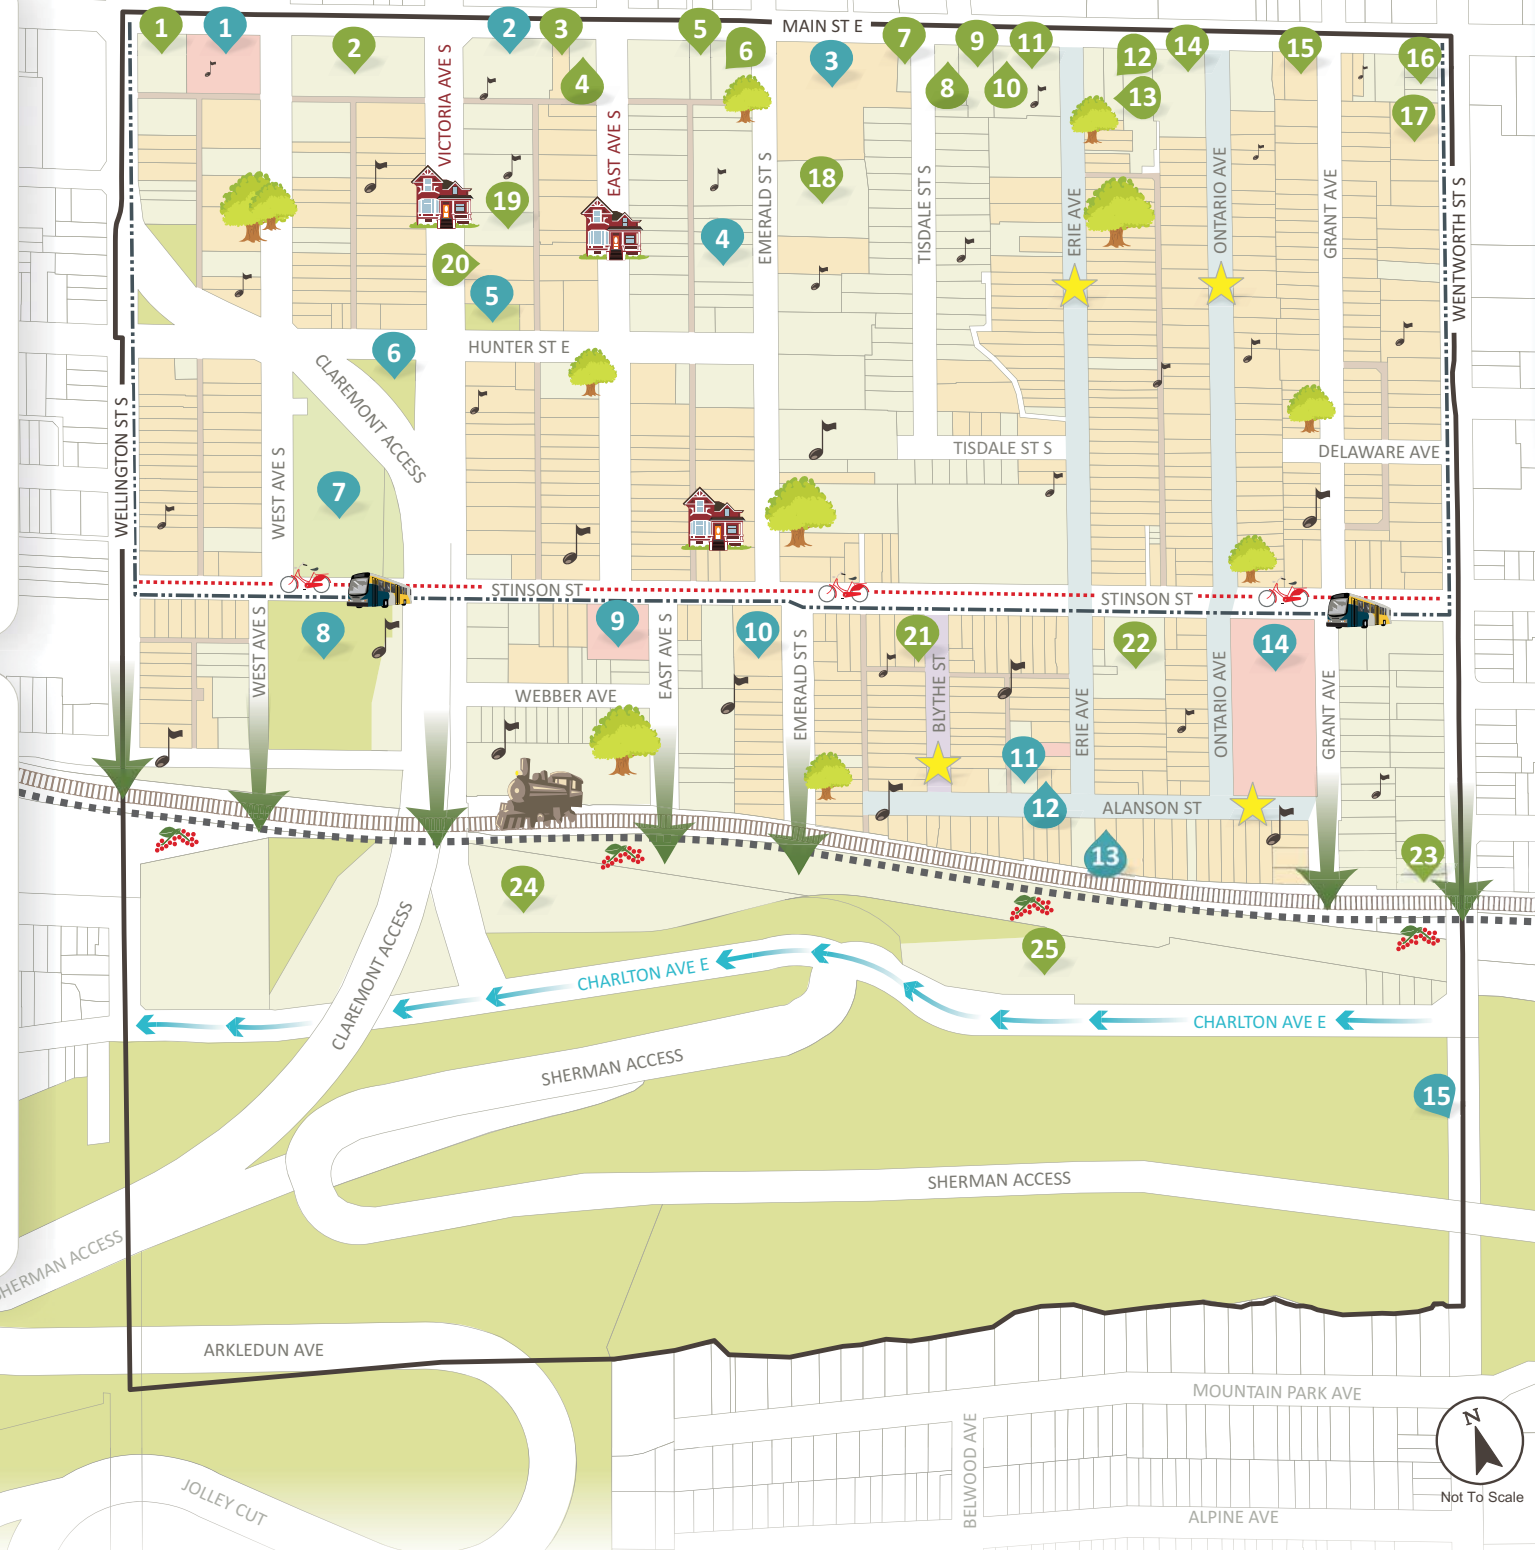 MAIN ST E
1
1
2
2
3
4
5
6
3
7
8
9
10
11
12
13
14
15
16
17
VICTORIA AVE S
EAST AVE S
EMERALD ST S
TISDALE ST S
ERIE AVE
ONTARIO AVE
GRANT AVE
WENTWORTH ST S
18
19
4
20
5
6
HUNTER ST E
CLAREMONT ACCESS
WELLINGTON ST S
WEST AVE S
7
TISDALE ST S
DELAWARE AVE
STINSON ST
STINSON ST
8
9
10
21
22
14
WEST AVE S
EAST AVE S
EMERALD ST S
BLYTHE ST
ERIE AVE
ONTARIO AVE
GRANT AVE
WEBBER AVE
11
12
ALANSON ST
13
23
24
25
CLAREMONT ACCESS
CHARLTON AVE E
CHARLTON AVE E
SHERMAN ACCESS
15
SHERMAN ACCESS
SHERMAN ACCESS
ARKLEDUN AVE
MOUNTAIN PARK AVE
BELWOOD AVE
JOLLEY CUT
ALPINE AVE
N
Not To Scale